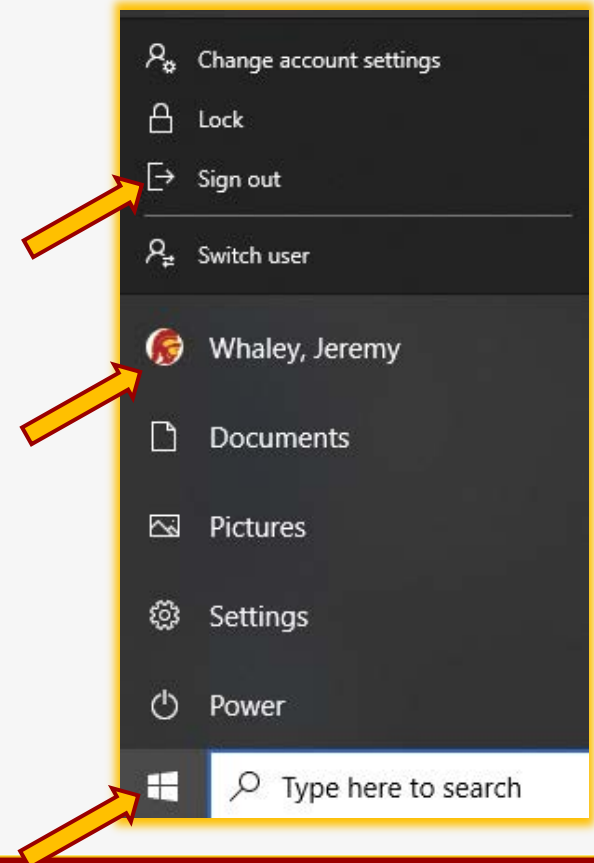 Change account settings
Lock
Sign out
Switch user
Whaley, Jeremy
Documents
Pictures
Settings
Power
Type here to search